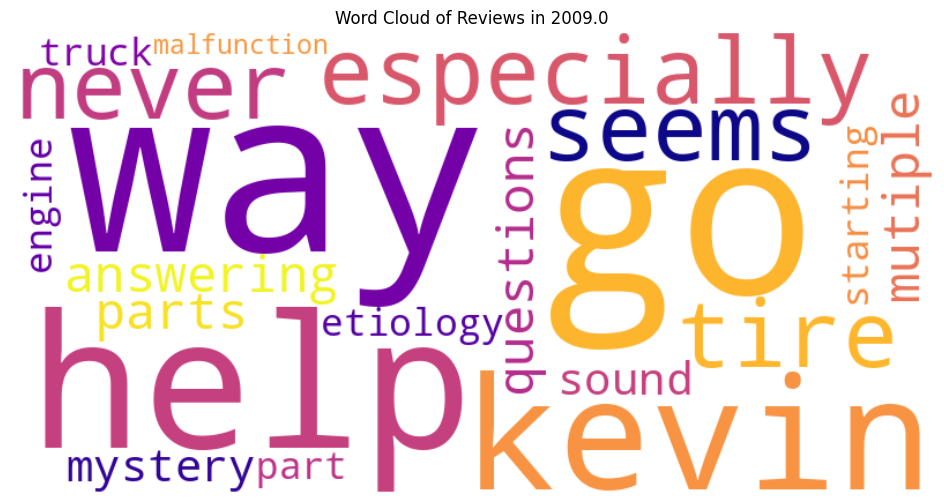 Word Cloud of Reviews in 2009.0
truck
malfunction
never
especially
way
seems
engine
questions
go
starting
mutiple
answering
parts
help
etiology
tire
sound
kevin
mystery
part